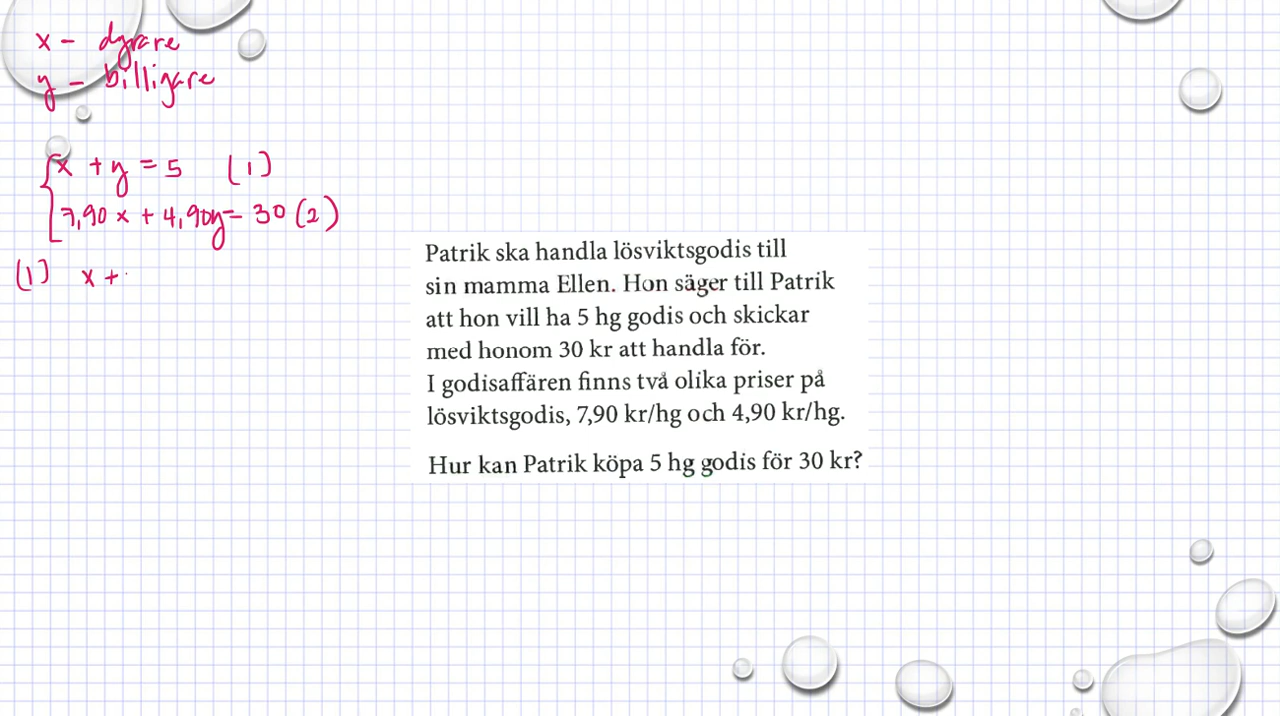 x - dyrare
y - billigare
x + y = 5 (1)
7,90 x + 4,90y = 30 (2)
(1) x +
Patrik ska handla lösviktsgodis till
sin mamma Ellen. Hon säger till Patrik
att hon vill ha 5 hg godis och skickar
med honom 30 kr att handla för.
I godisaffären finns två olika priser på
lösviktsgodis, 7,90 kr/hg och 4,90 kr/hg.
Hur kan Patrik köpa 5 hg godis för 30 kr?